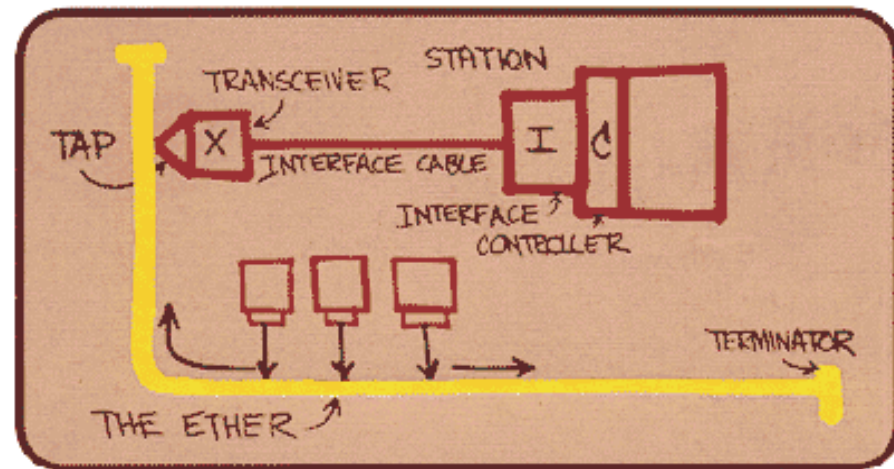 STATION
TRANSCEIVER
TAP
X
I
C
INTERFACE CABLE
INTERFACE
CONTROLLER
TERMINATOR
THE ETHER